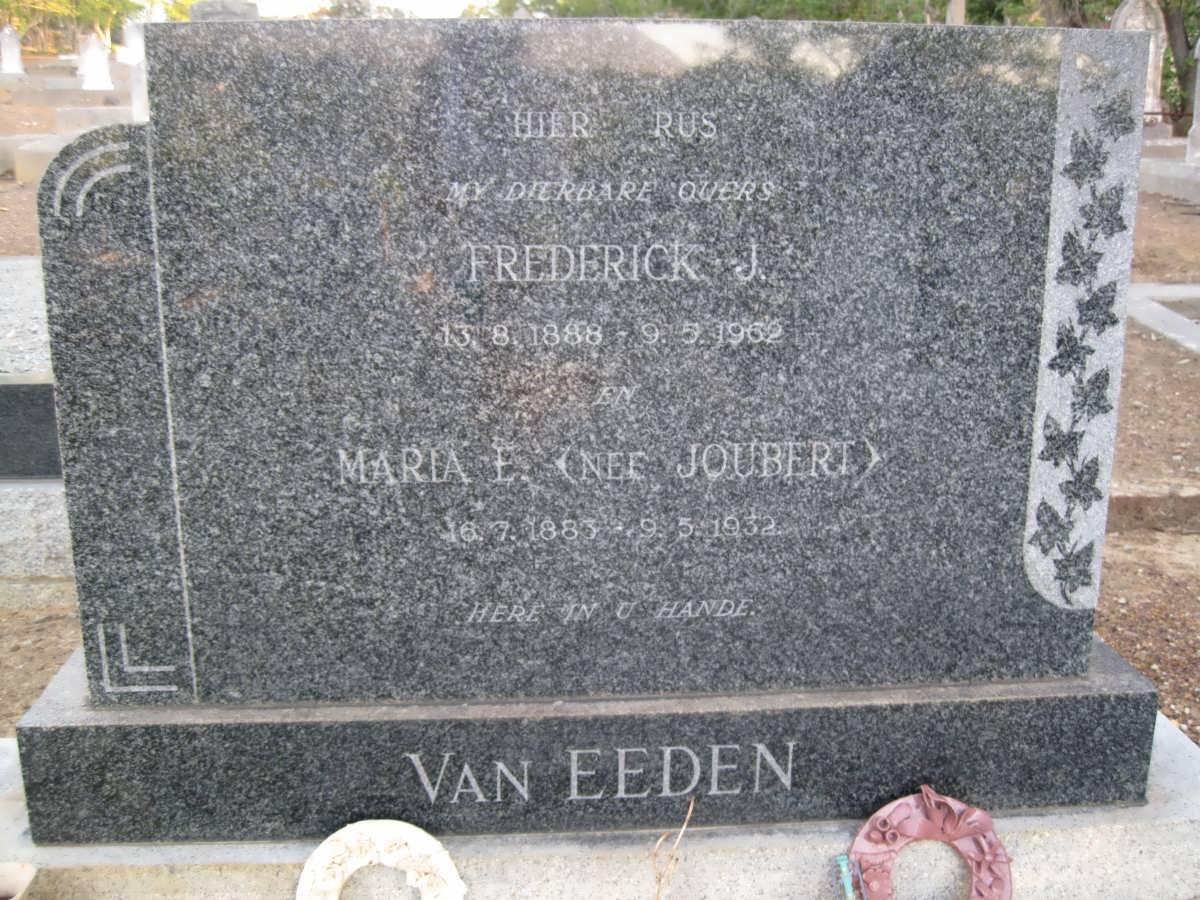 HIER RUS
MY DIERBARE OUERS
FREDERICK J.
13. 8. 1888 - 9. 5. 1962
EN
MARIA E. (NEE JOUBERT)
16. 7. 1883 - 9. 5. 1932
HERE IN U HANDE.
VAN EEDEN